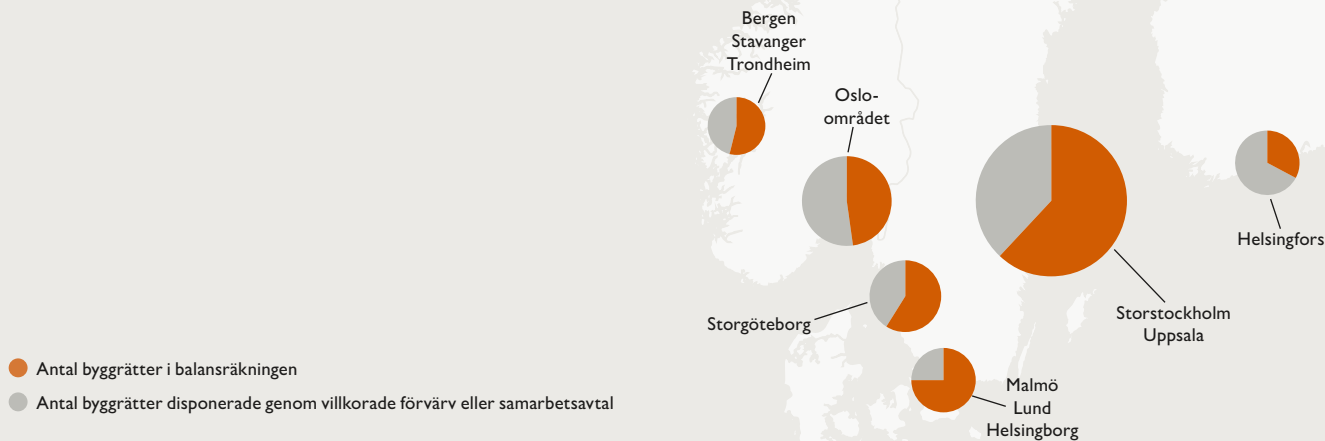 Bergen
Stavanger
Trondheim
Oslo-
området
Helsingfors
Storstockholm
Uppsala
Storgöteborg
Malmö
Lund
Helsingborg
Antal byggrätter i balansräkningen
Antal byggrätter disponerade genom villkorade förvärv eller samarbetsavtal